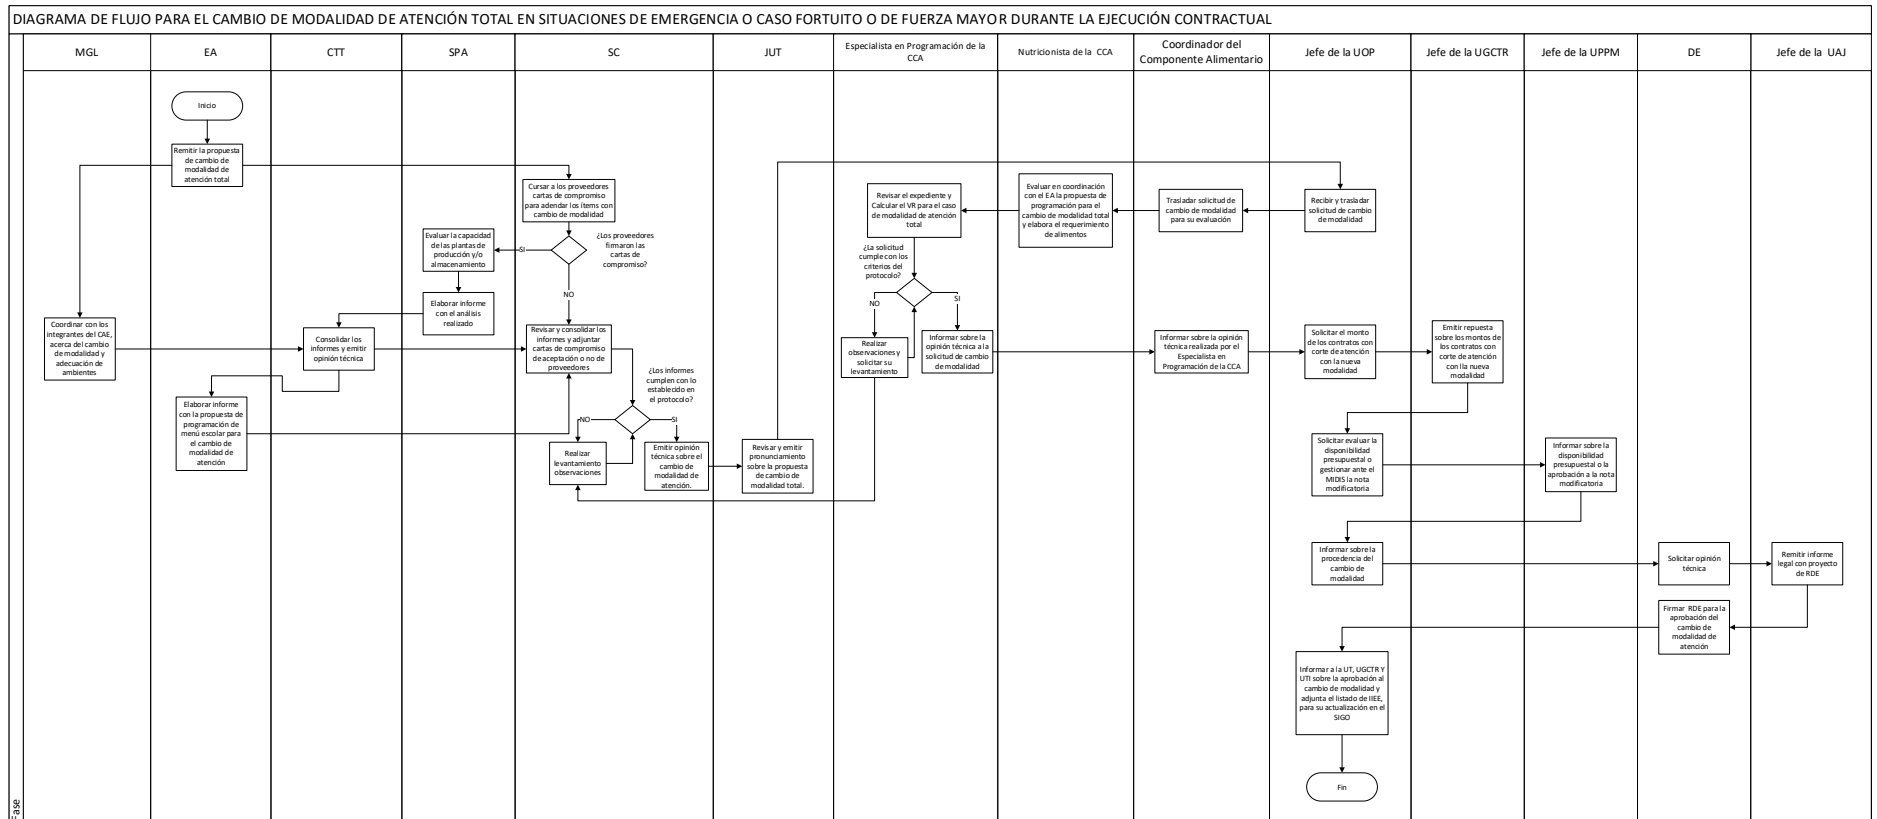 DIAGRAMA DE FLUJO PARA EL CAMBIO DE MODALIDAD DE ATENCIÓN TOTAL EN SITUACIONES DE EMERGENCIA O CASO FORTUITO O DE FUERZA MAYOR DURANTE LA EJECUCIÓN CONTRACTUAL
MGL
EA
CTT
SPA
SC
JUT
Especialista en Programación de la
CCA
Nutricionista de la CCA
Coordinador del
Componente Alimentario
Jefe de la UOP
Jefe de la UGCTR
Jefe de la UPPM
DE
Jefe de la UAJ
Inicio
Remitir la propuesta
de cambio de
modalidad de
atención total
Cursar a los proveedores
cartas de compromiso
para adendar los ítems con
cambio de modalidad
¿Los proveedores
firmaron las
cartas de
compromiso?
SI
NO
Evaluar la capacidad
de las plantas de
producción y/o
almacenamiento
Elaborar informe
con el análisis
realizado
Coordinar con los
integrantes del CAE,
acerca del cambio
de modalidad y
adecuación de
ambientes
Consolidar los
informes y emitir
opinión técnica
Revisar y consolidar los
informes y adjuntar
cartas de compromiso
de aceptación o no de
proveedores
Elaborar informe
con la propuesta de
programación de
menú escolar para
el cambio de
modalidad de
atención
¿Los informes
cumplen con lo
establecido en
el protocolo?
NO
SI
Realizar
levantamiento
observaciones
Emitir opinión
técnica sobre el
cambio de
modalidad de
atención.
Revisar y emitir
pronunciamiento
sobre la propuesta
de cambio de
modalidad total.
Recibir y trasladar
solicitud de cambio
de modalidad
Trasladar solicitud de
cambio de modalidad
para su evaluación
Evaluar en coordinación
con el EA la propuesta de
programación para el
cambio de modalidad total
y elabora el requerimiento
de alimentos
Revisar el expediente y
Calcular el VR para el caso
de modalidad de atención
total
¿La solicitud
cumple con los
criterios del
protocolo?
NO
SI
Realizar
observaciones y
solicitar su
levantamiento
Informar sobre la
opinión técnica a la
solicitud de cambio
de modalidad
Informar sobre la opinión
técnica realizada por el
Especialista en
Programación de la CCA
Solicitar el monto
de los contratos con
corte de atención
con la nueva
modalidad
Emitir repuesta
sobre los montos de
los contratos con
corte de atención
con lla nueva
modalidad
Solicitar evaluar la
disponibilidad
presupuestal o
gestionar ante el
MIDIS la nota
modificatoria
Informar sobre la
disponibilidad
presupuestal o la
aprobación a la nota
modificatoria
Informar sobre la
procedencia del
cambio de
modalidad
Solicitar opinión
técnica
Remitir informe
legal con proyecto
de RDE
Firmar RDE para la
aprobación del
cambio de
modalidad de
atención
Informar a la UT, UGCTR Y
UTI sobre la aprobación al
cambio de modalidad y
adjunta el listado de IIEE,
para su actualización en el
SIGO
Fin
Fase